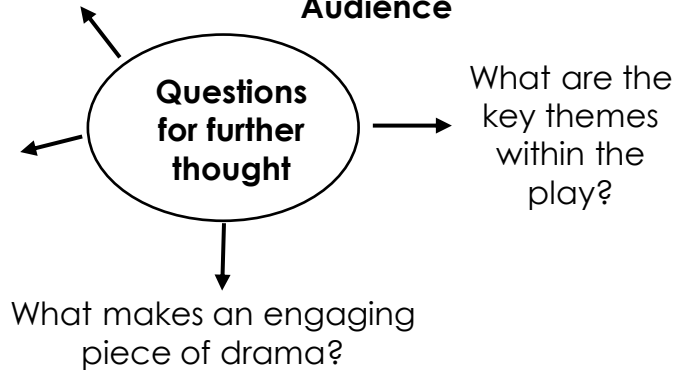 Audience
Questions
for further
thought
What are the
key themes
within the
play?
What makes an engaging
piece of drama?